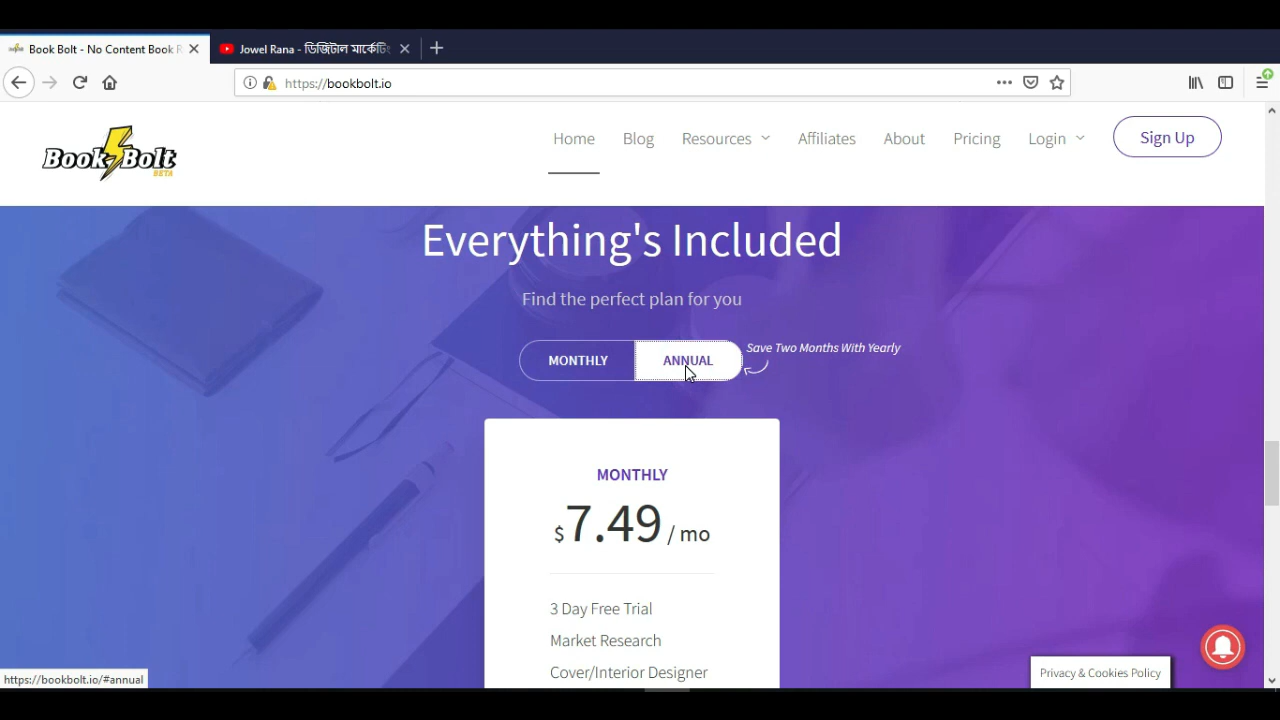 Book Bolt - No Content Book R
Jowel Rana - ডিজিটাল মার্কেটিং
https://bookbolt.io
Book Bolt
BETA
Home
Blog
Resources
Affiliates
About
Pricing
Login
Sign Up
Everything's Included
Find the perfect plan for you
MONTHLY
ANNUAL
Save Two Months With Yearly
MONTHLY
$7.49 / mo
3 Day Free Trial
Market Research
Cover/Interior Designer
https://bookbolt.io/#annual
Privacy & Cookies Policy